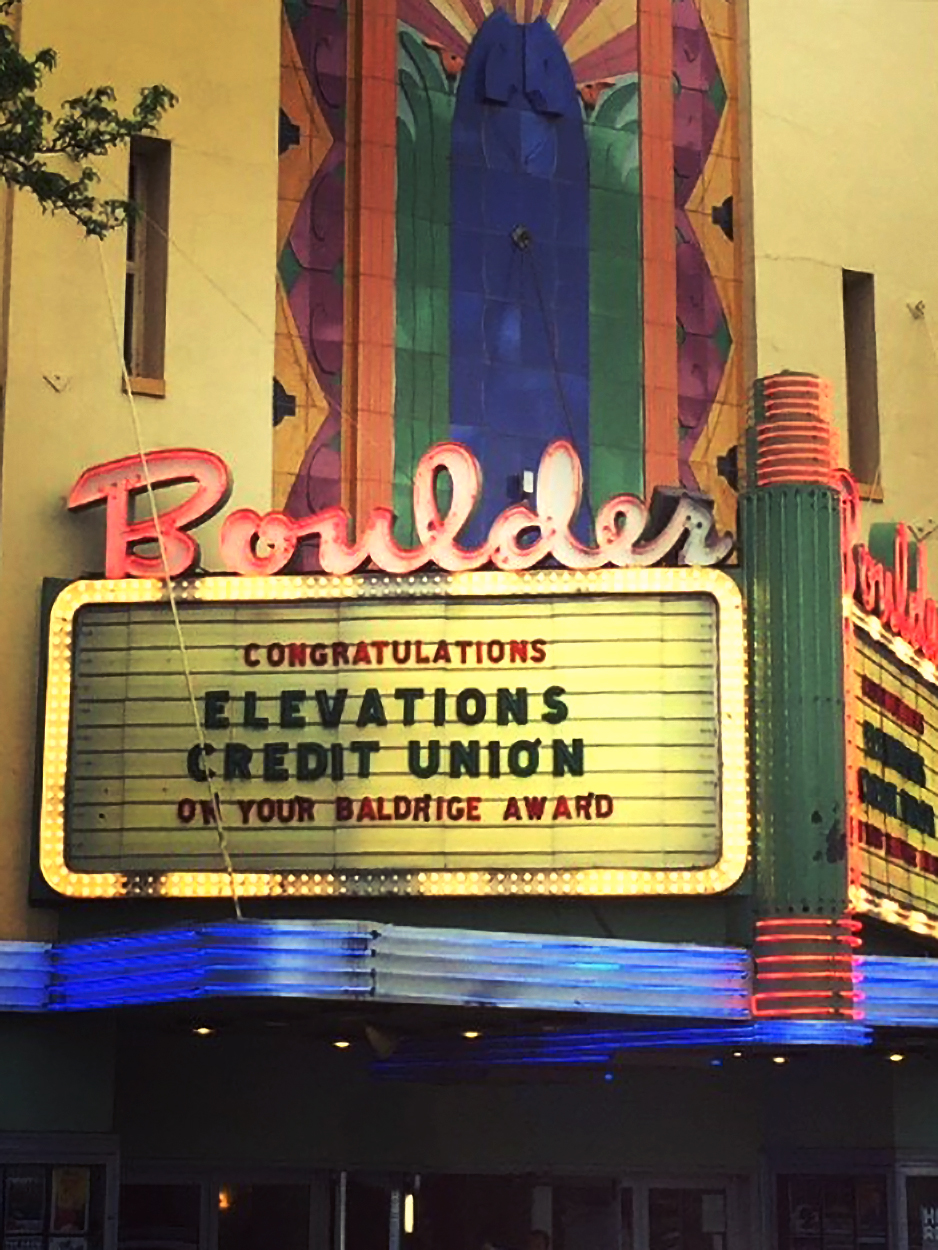 Boulder
CONGRATULATIONS
ELEVATIONS
CREDIT UNION
ON YOUR BALDRIGE AWARD